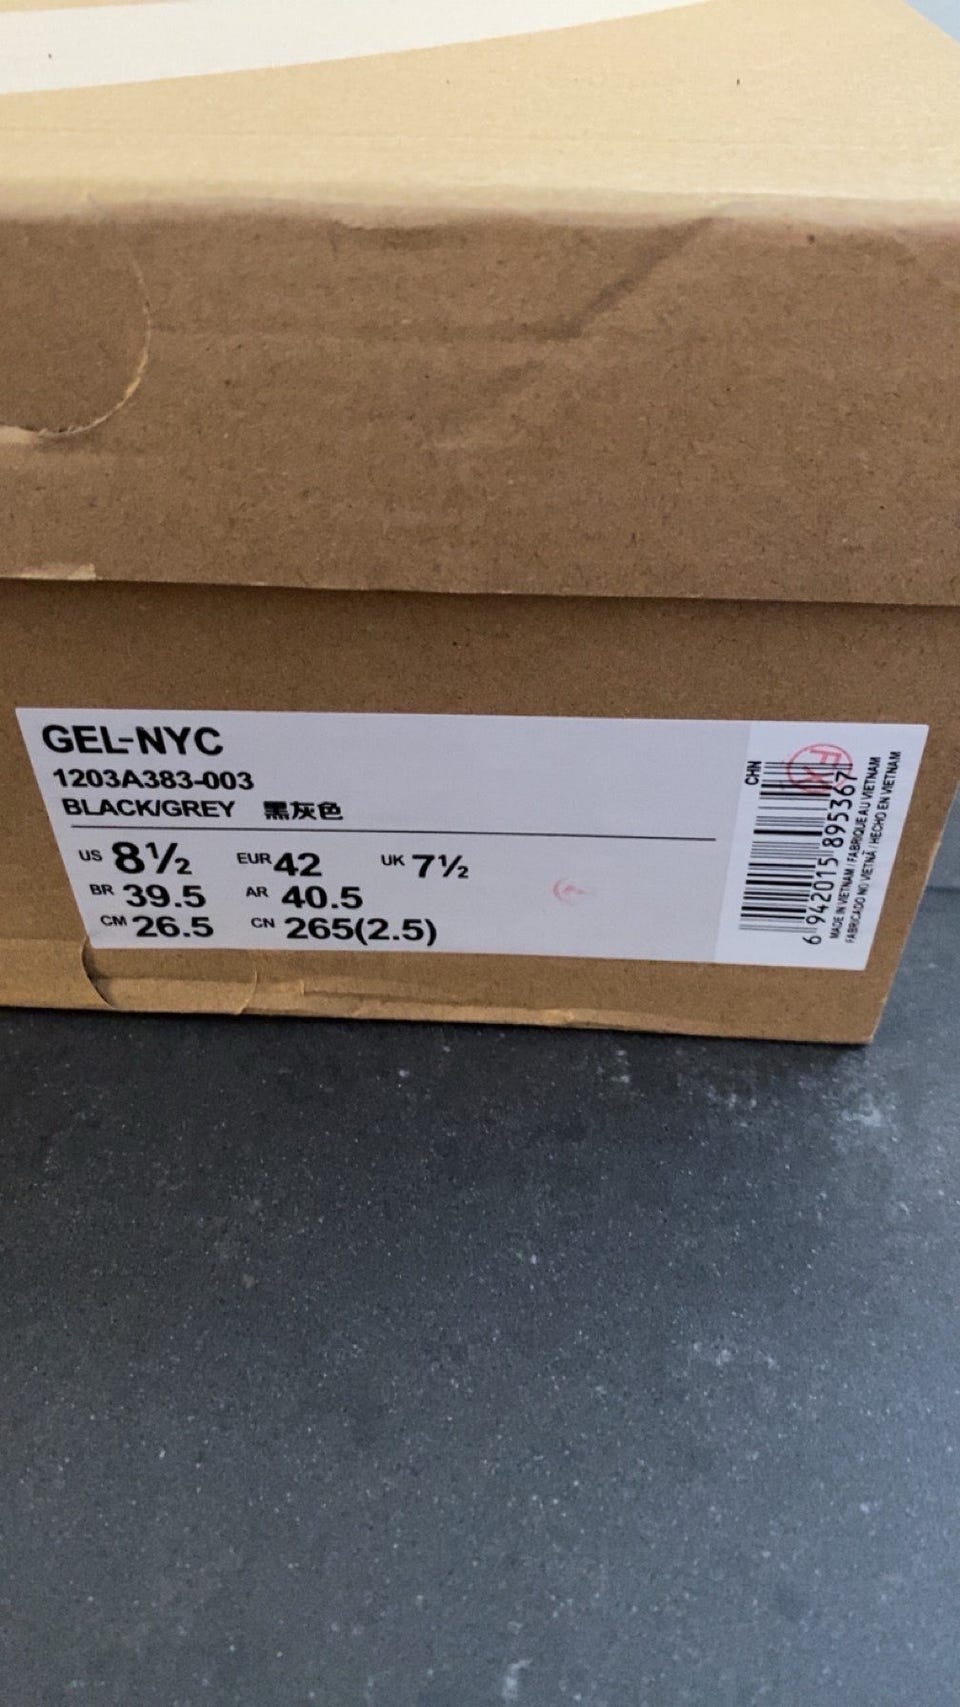 GEL-NYC
1203A383-003
BLACK/GREY 黑灰色
US 8½ EUR 42 UK 7½
BR 39.5 AR 40.5
CM 26.5 CN 265(2.5)
CHN
6 942015 895367
MADE IN VIETNAM / FABRIQUE AU VIETNAM
FABRICADO NO VIETNÃ / HECHO EN VIETNAM